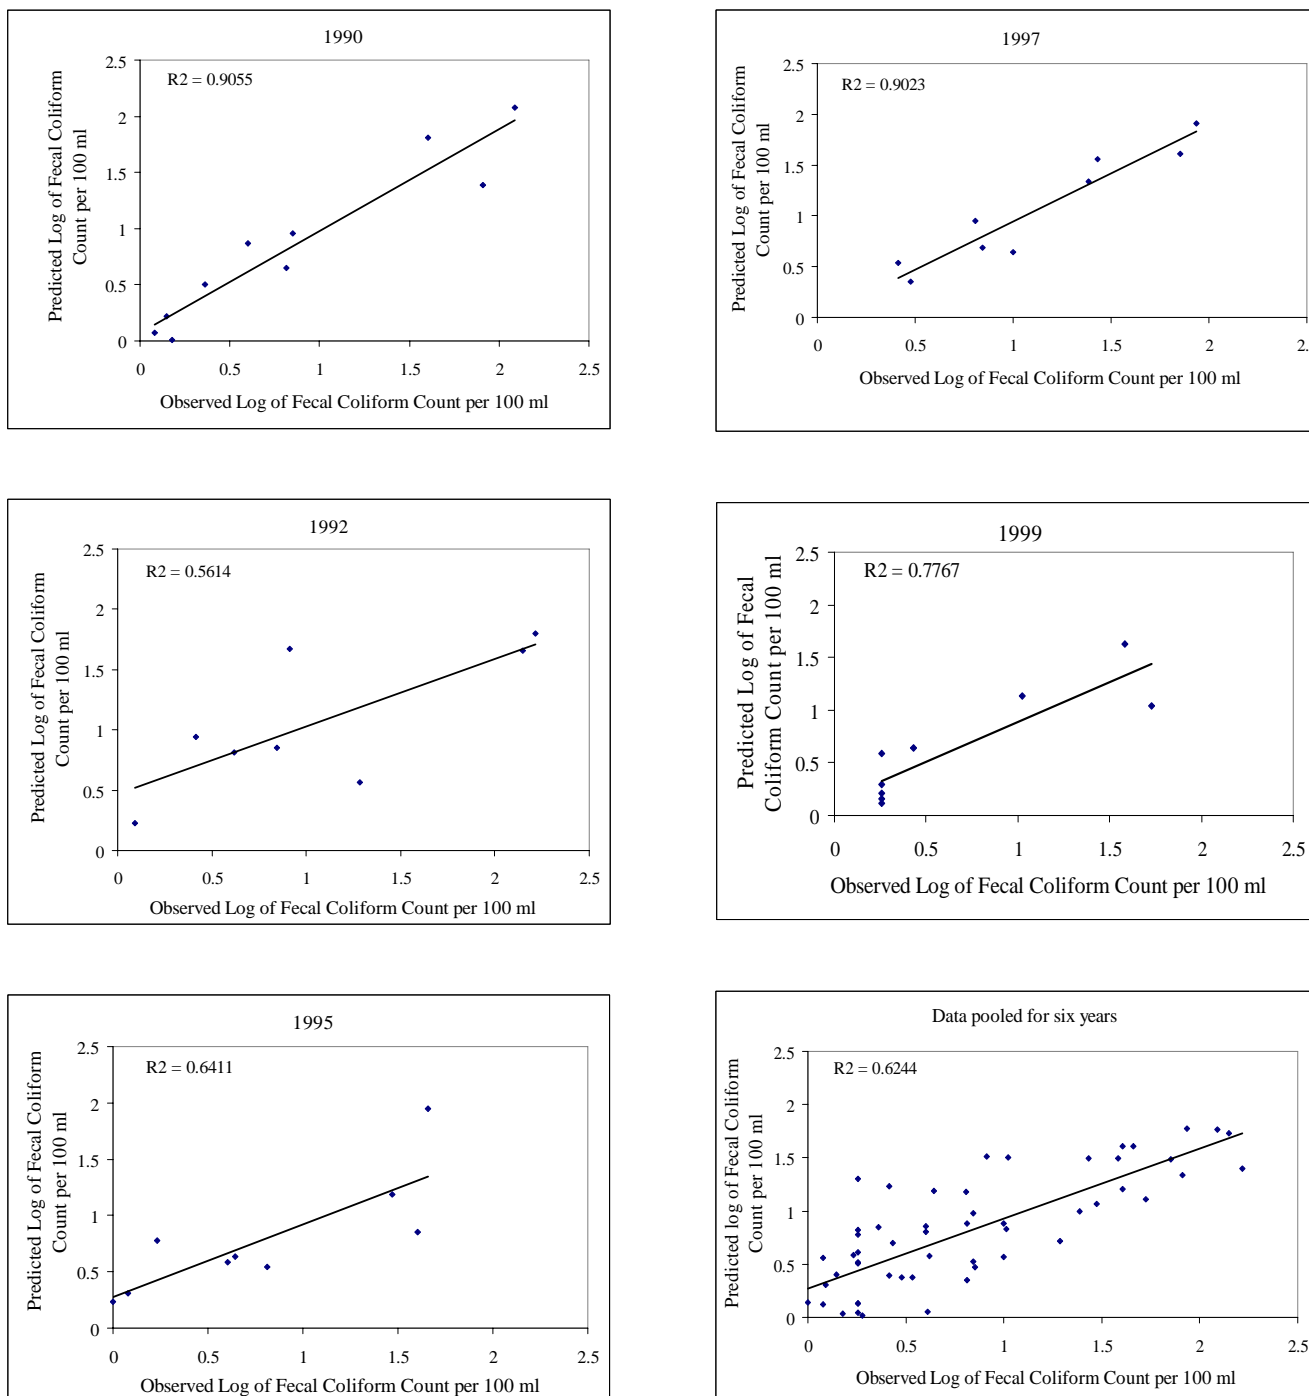 1990
R2 = 0.9055
Predicted Log of Fecal Coliform
Count per 100 ml
2.5
2
1.5
1
0.5
0
0 0.5 1 1.5 2 2.5
Observed Log of Fecal Coliform Count per 100 ml
1997
R2 = 0.9023
Predicted Log of Fecal Coliform
Count per 100 ml
2.5
2
1.5
1
0.5
0
0 0.5 1 1.5 2
Observed Log of Fecal Coliform Count per 100 ml
1992
R2 = 0.5614
Predicted Log of Fecal Coliform
Count per 100 ml
2.5
2
1.5
1
0.5
0
0 0.5 1 1.5 2 2.5
Observed Log of Fecal Coliform Count per 100 ml
1999
R2 = 0.7767
Predicted Log of Fecal
Coliform Count per 100 ml
2.5
2
1.5
1
0.5
0
0 0.5 1 1.5 2 2.5
Observed Log of Fecal Coliform Count per 100 ml
1995
R2 = 0.6411
Predicted Log of Fecal Coliform
Count per 100 ml
2.5
2
1.5
1
0.5
0
0 0.5 1 1.5 2 2.5
Observed Log of Fecal Coliform Count per 100 ml
Data pooled for six years
R2 = 0.6244
Predicted log of Fecal Coliform
Count per 100 ml
2.5
2
1.5
1
0.5
0
0 0.5 1 1.5 2 2.5
Observed Log of Fecal Coliform Count per 100 ml